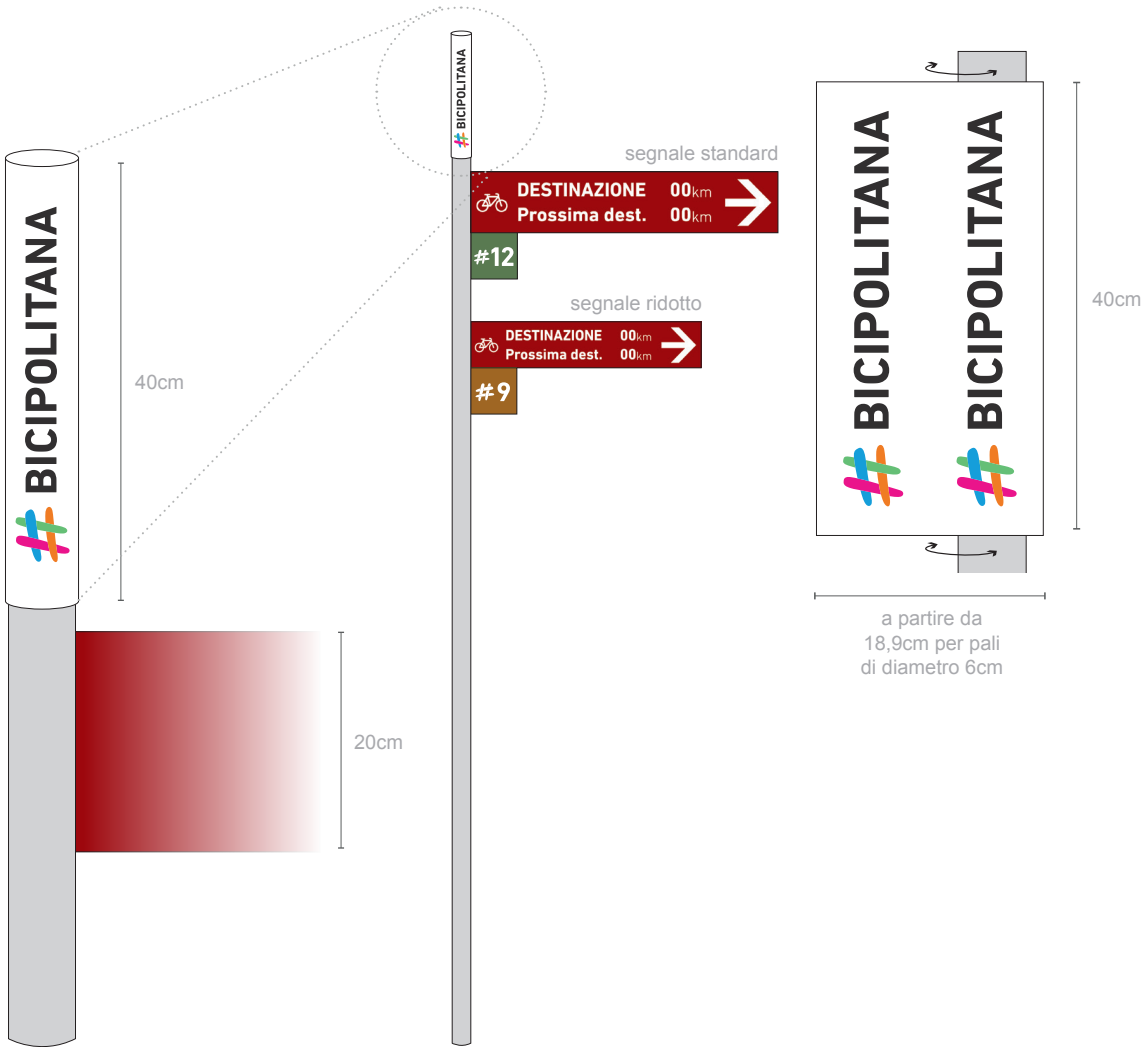 BICIPOLITANA
40cm
20cm
BICIPOLITANA
segnale standard
DESTINAZIONE 00km
Prossima dest. 00km
#12
segnale ridotto
DESTINAZIONE 00km
Prossima dest. 00km
#9
BICIPOLITANA
BICIPOLITANA
40cm
a partire da
18,9cm per pali
di diametro 6cm